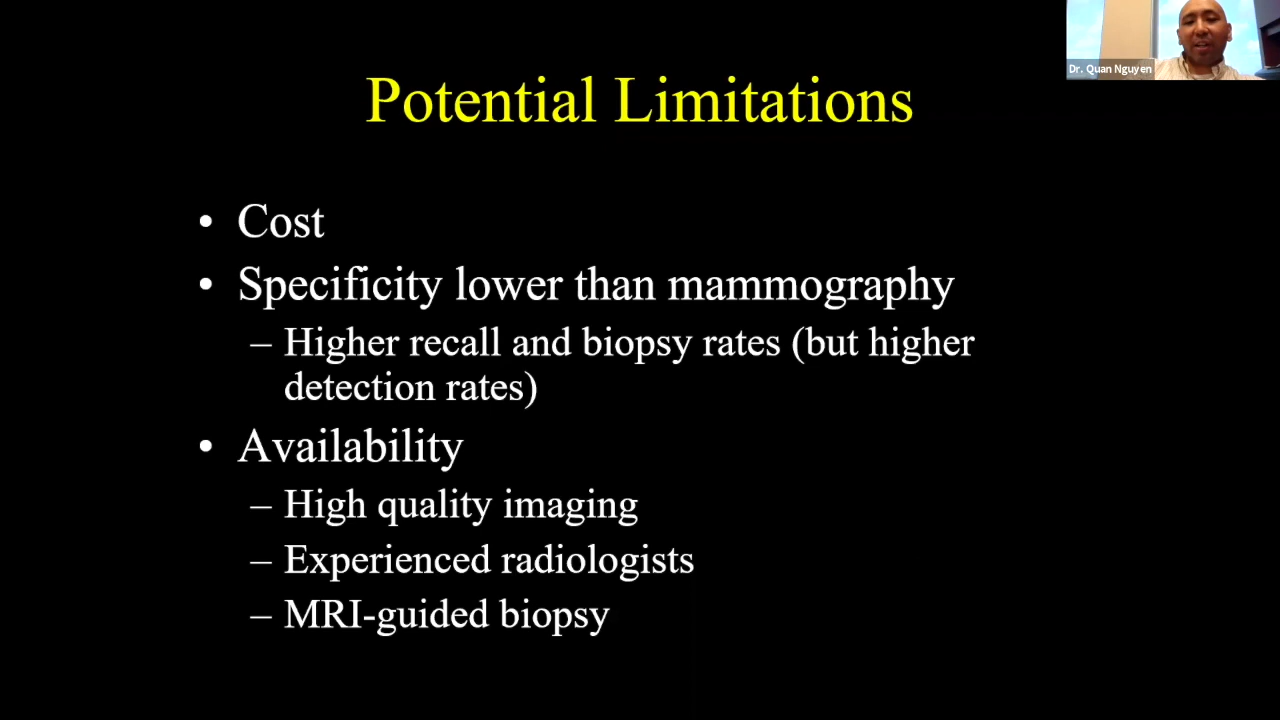 Dr. Quan Nguyen
Potential Limitations
• Cost
• Specificity lower than mammography
– Higher recall and biopsy rates (but higher
detection rates)
• Availability
– High quality imaging
– Experienced radiologists
– MRI-guided biopsy